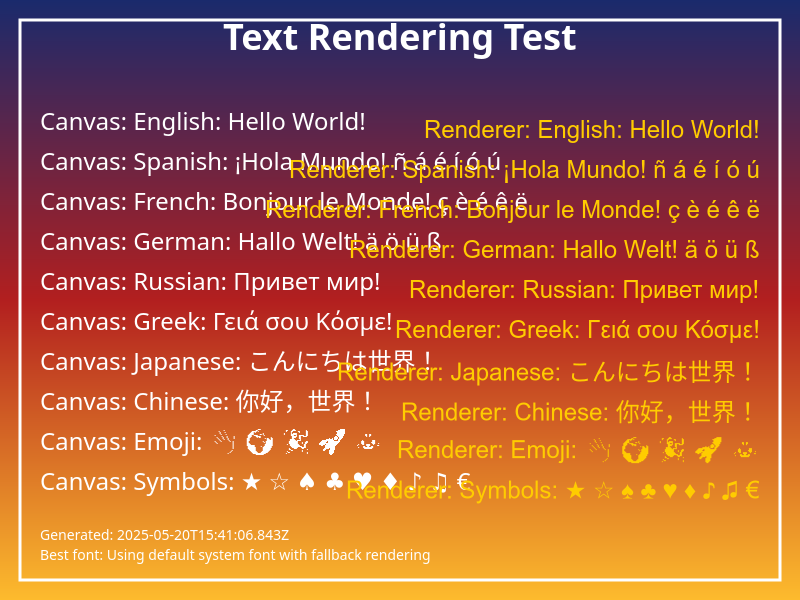 Text Rendering Test
Canvas: English: Hello World!
Renderer: English: Hello World!
Canvas: Spanish: ¡Hola Mundo! ñ á é í ó ú
Renderer: Spanish: ¡Hola Mundo! ñ á é í ó ú
Canvas: French: Bonjour le Monde! ç è é ê ë
Renderer: French: Bonjour le Monde! ç è é ê ë
Canvas: German: Hallo Welt! ä ö ü ß
Renderer: German: Hallo Welt! ä ö ü ß
Canvas: Russian: Привет мир!
Renderer: Russian: Привет мир!
Canvas: Greek: Γειά σου Κόσμε!
Renderer: Greek: Γειά σου Κόσμε!
Canvas: Japanese: こんにちは世界！
Renderer: Japanese: こんにちは世界！
Canvas: Chinese: 你好，世界！
Renderer: Chinese: 你好，世界！
Canvas: Emoji: 👋 🌍 🎉 🚀 😊
Renderer: Emoji: 👋 🌍 🎉 🚀 😊
Canvas: Symbols: ★ ☆ ♠ ♣ ♥ ♦ ♪ ♫ €
Renderer: Symbols: ★ ☆ ♠ ♣ ♥ ♦ ♪ ♫ €
Generated: 2025-05-20T15:41:06.843Z
Best font: Using default system font with fallback rendering